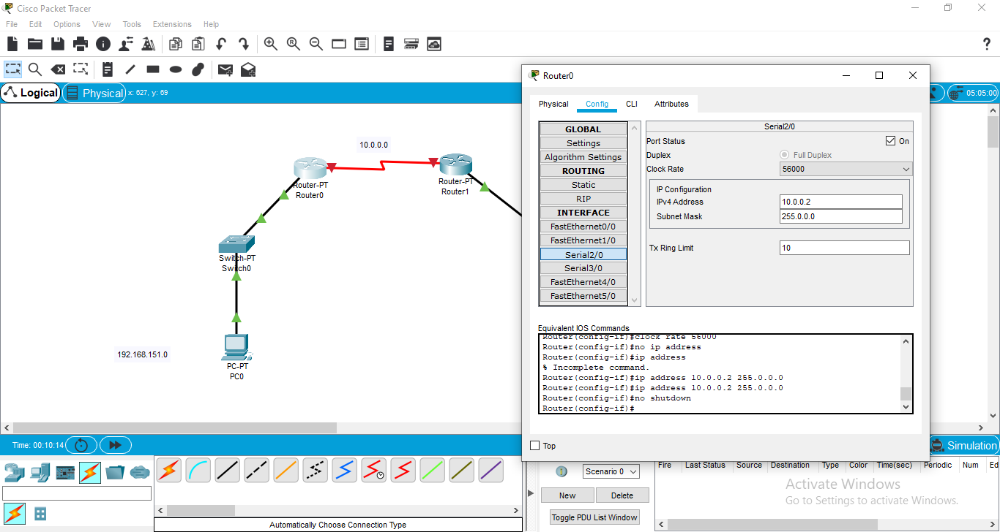 Cisco Packet Tracer
File Edit Options View Tools Extensions Help
Logical Physical x: 627, y: 69
05:05:00
10.0.0.0
Router-PT
Router0
Router-PT
Router1
Switch-PT
Switch0
192.168.151.0
PC-PT
PC0
Router0
Physical Config CLI Attributes
GLOBAL
Settings
Algorithm Settings
ROUTING
Static
RIP
INTERFACE
FastEthernet0/0
FastEthernet1/0
Serial2/0
Serial3/0
FastEthernet4/0
FastEthernet5/0
Serial2/0
Port Status On
Duplex Full Duplex
Clock Rate 56000
IP Configuration
IPv4 Address 10.0.0.2
Subnet Mask 255.0.0.0
Tx Ring Limit 10
Equivalent IOS Commands
Router(config-if)#clock rate 56000
Router(config-if)#no ip address
Router(config-if)#ip address
% Incomplete command.
Router(config-if)#ip address 10.0.0.2 255.0.0.0
Router(config-if)#ip address 10.0.0.2 255.0.0.0
Router(config-if)#no shutdown
Router(config-if)#
Top
Time: 00:10:14
Simulation
Automatically Choose Connection Type
Scenario 0
New Delete
Toggle PDU List Window
Fire Last Status Source Destination Type Color Time(sec) Periodic Num Ed
Activate Windows
Go to Settings to activate Windows.